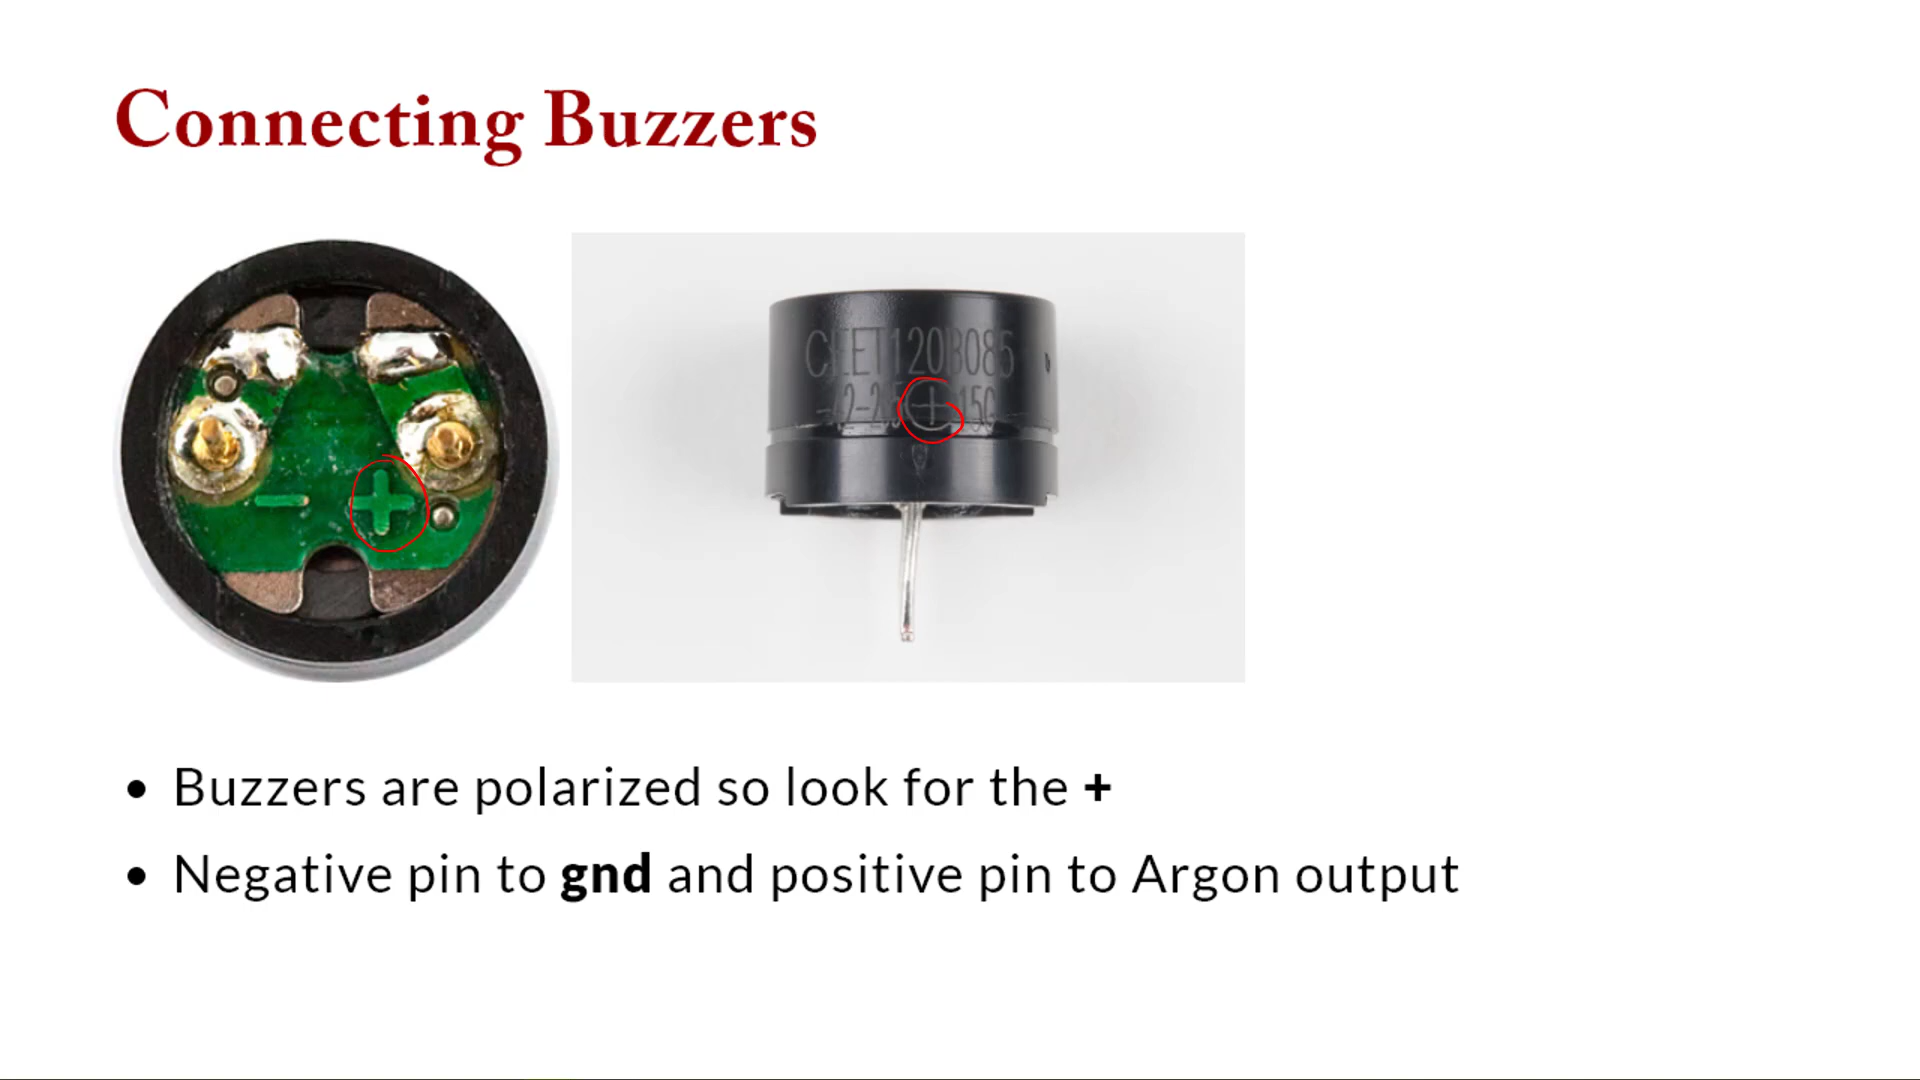 Connecting Buzzers
- +
+
• Buzzers are polarized so look for the +
• Negative pin to gnd and positive pin to Argon output